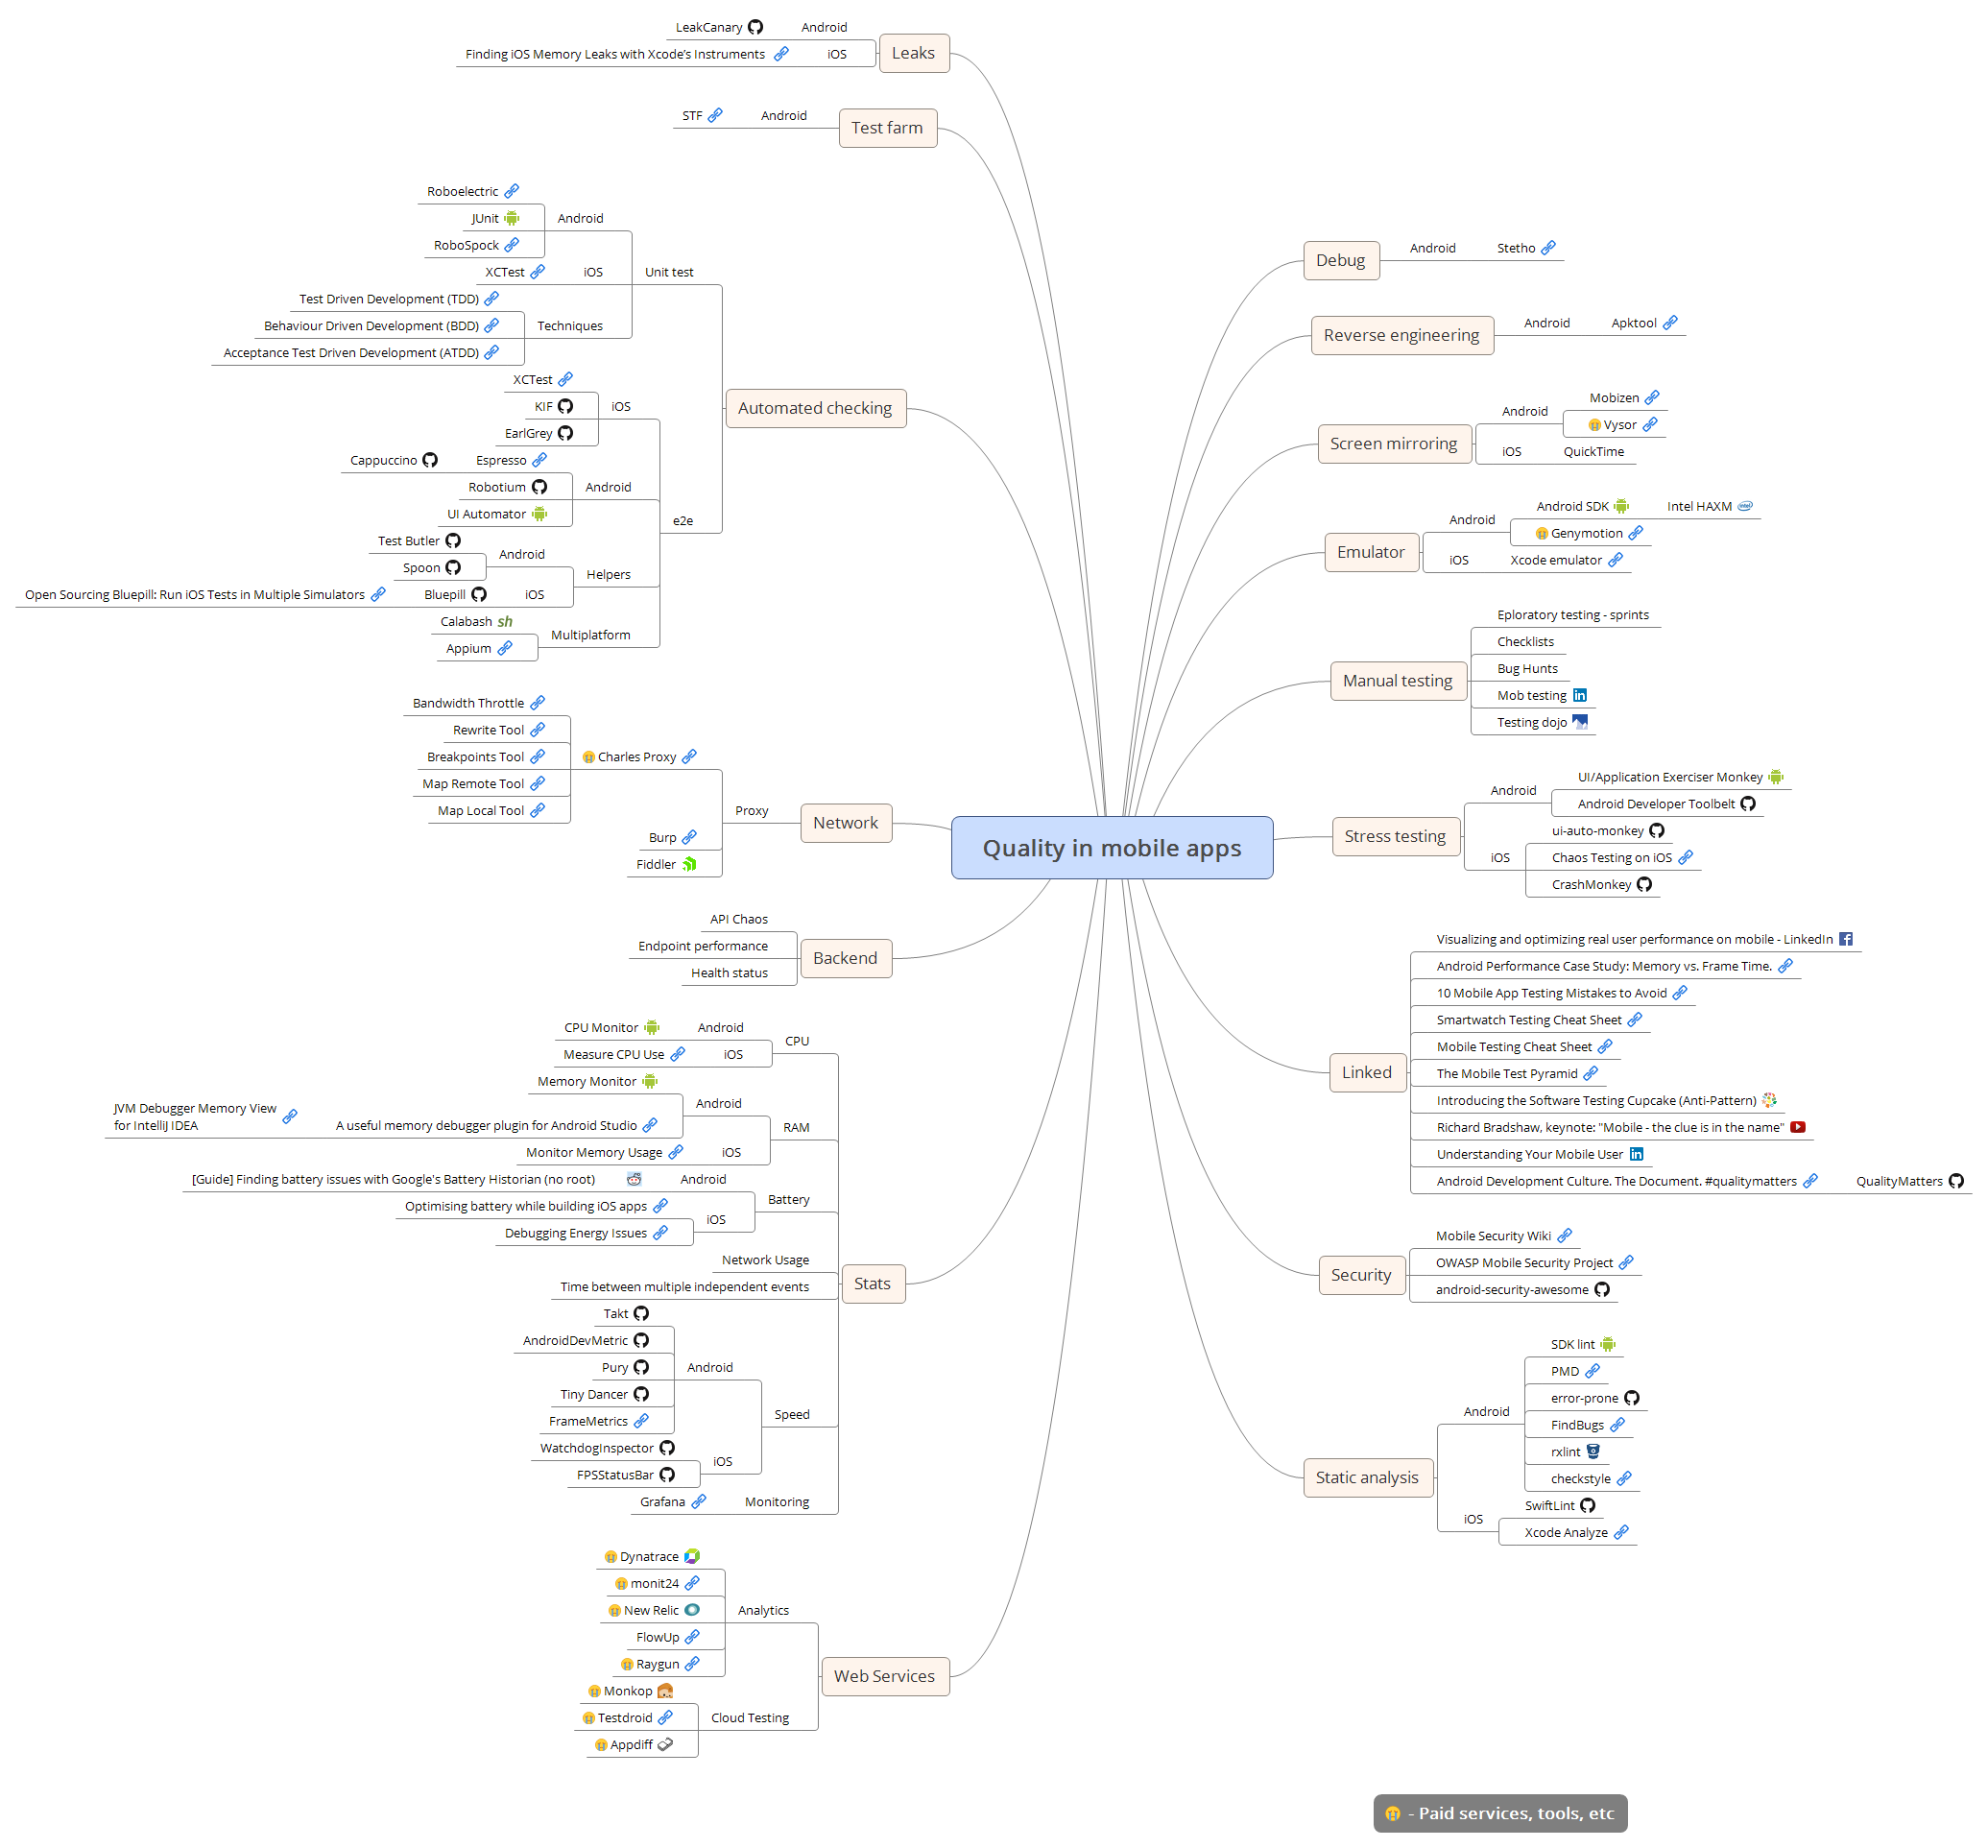 Quality in mobile apps
Leaks
Android
LeakCanary
iOS
Finding iOS Memory Leaks with Xcode’s Instruments
Test farm
Android
STF
Automated checking
Unit test
Android
Roboelectric
JUnit
RoboSpock
iOS
XCTest
Techniques
Test Driven Development (TDD)
Behaviour Driven Development (BDD)
Acceptance Test Driven Development (ATDD)
e2e
iOS
XCTest
KIF
EarlGrey
Android
Espresso
Cappuccino
Robotium
UI Automator
Helpers
Android
Test Butler
Spoon
iOS
Bluepill
Open Sourcing Bluepill: Run iOS Tests in Multiple Simulators
Multiplatform
Calabash
sh
Appium
Network
Proxy
Charles Proxy
Bandwidth Throttle
Rewrite Tool
Breakpoints Tool
Map Remote Tool
Map Local Tool
Burp
Fiddler
Backend
API Chaos
Endpoint performance
Health status
Stats
CPU
Android
CPU Monitor
iOS
Measure CPU Use
RAM
Android
Memory Monitor
A useful memory debugger plugin for Android Studio
JVM Debugger Memory View
for IntelliJ IDEA
iOS
Monitor Memory Usage
Battery
Android
[Guide] Finding battery issues with Google's Battery Historian (no root)
iOS
Optimising battery while building iOS apps
Debugging Energy Issues
Network Usage
Time between multiple independent events
Speed
Android
Takt
AndroidDevMetric
Pury
Tiny Dancer
FrameMetrics
iOS
WatchdogInspector
FPSStatusBar
Monitoring
Grafana
Web Services
Analytics
Dynatrace
monit24
New Relic
FlowUp
Raygun
Cloud Testing
Monkop
Testdroid
Appdiff
Debug
Android
Stetho
Reverse engineering
Android
Apktool
Screen mirroring
Android
Mobizen
Vysor
iOS
QuickTime
Emulator
Android
Android SDK
Intel HAXM
intel
Genymotion
iOS
Xcode emulator
Manual testing
Eploratory testing - sprints
Checklists
Bug Hunts
Mob testing
in
Testing dojo
Stress testing
Android
UI/Application Exerciser Monkey
Android Developer Toolbelt
iOS
ui-auto-monkey
Chaos Testing on iOS
CrashMonkey
Linked
Visualizing and optimizing real user performance on mobile - LinkedIn
f
Android Performance Case Study: Memory vs. Frame Time.
10 Mobile App Testing Mistakes to Avoid
Smartwatch Testing Cheat Sheet
Mobile Testing Cheat Sheet
The Mobile Test Pyramid
Introducing the Software Testing Cupcake (Anti-Pattern)
Richard Bradshaw, keynote: "Mobile - the clue is in the name"
Understanding Your Mobile User
in
Android Development Culture. The Document. #qualitymatters
QualityMatters
Security
Mobile Security Wiki
OWASP Mobile Security Project
android-security-awesome
Static analysis
Android
SDK lint
PMD
error-prone
FindBugs
rxlint
checkstyle
iOS
SwiftLint
Xcode Analyze
- Paid services, tools, etc